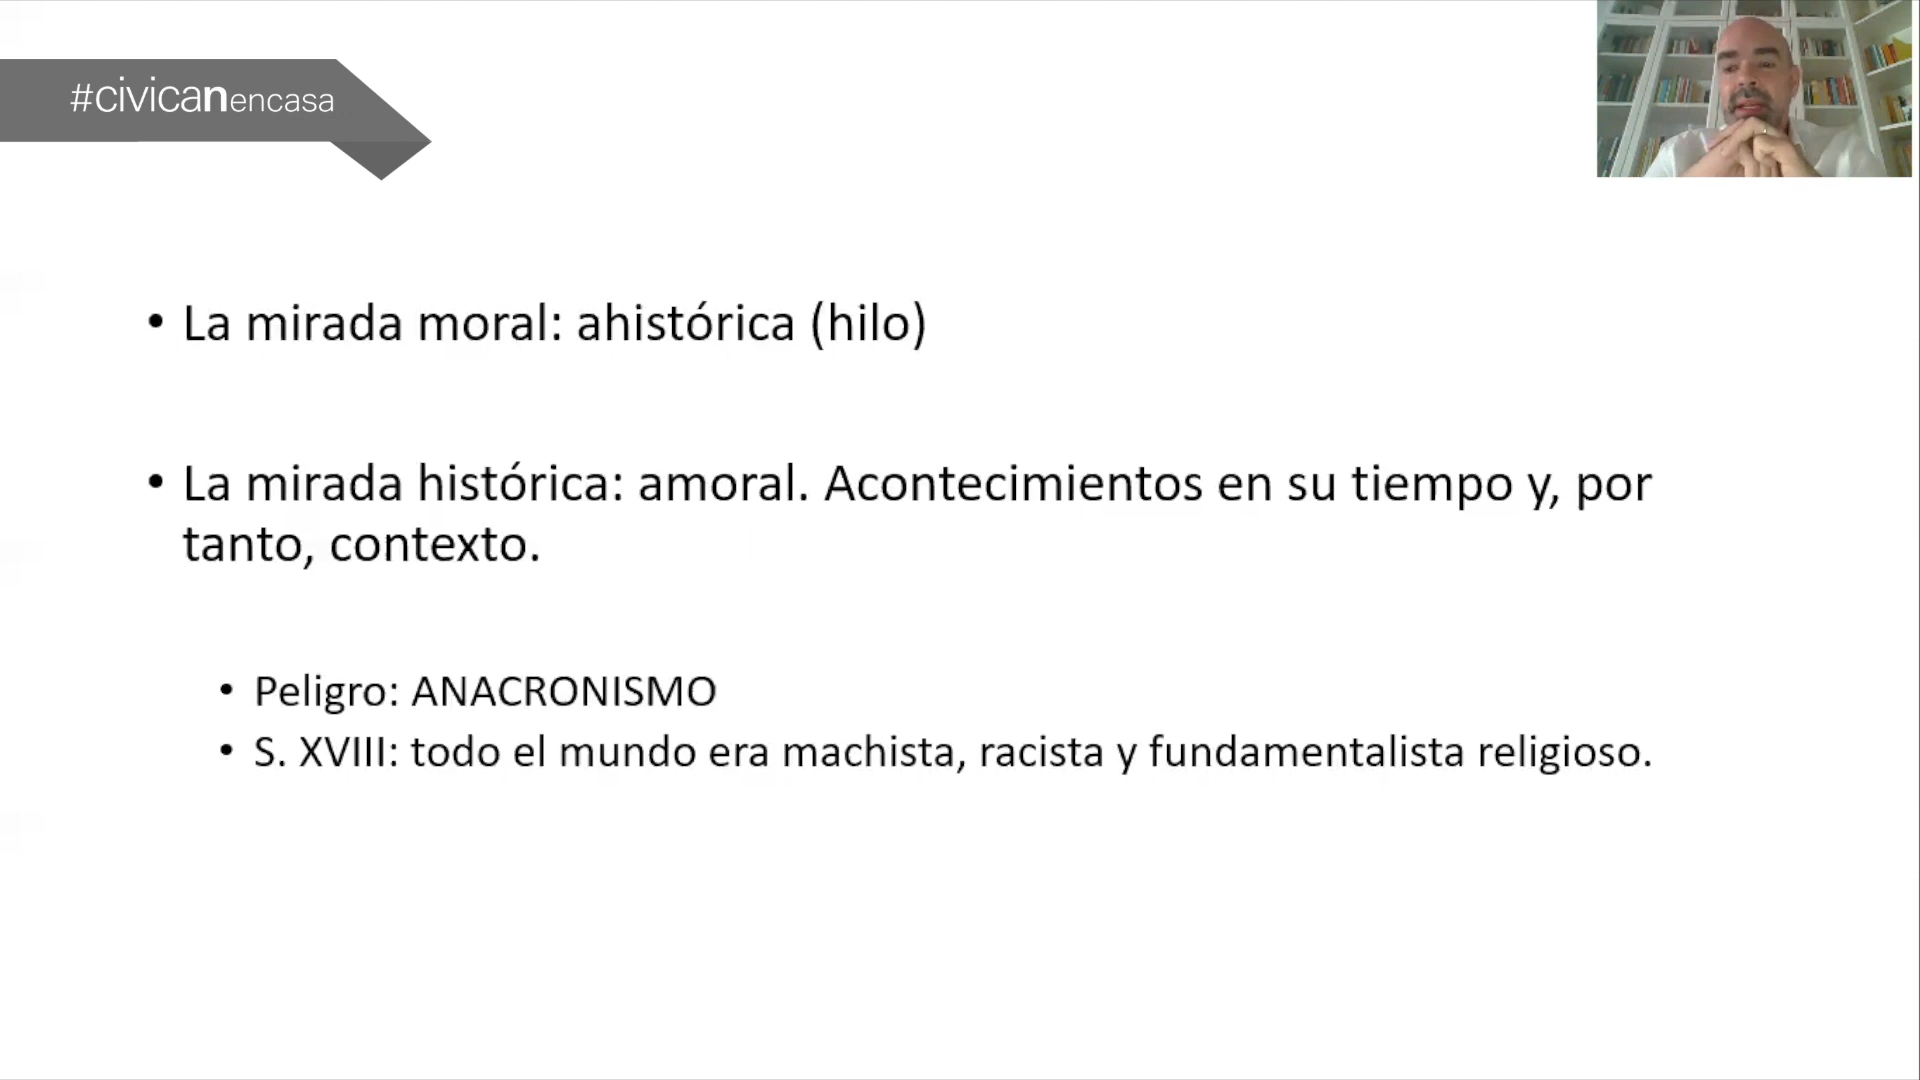 #civicanencasa
• La mirada moral: ahistórica (hilo)
• La mirada histórica: amoral. Acontecimientos en su tiempo y, por
tanto, contexto.
• Peligro: ANACRONISMO
• S. XVIII: todo el mundo era machista, racista y fundamentalista religioso.